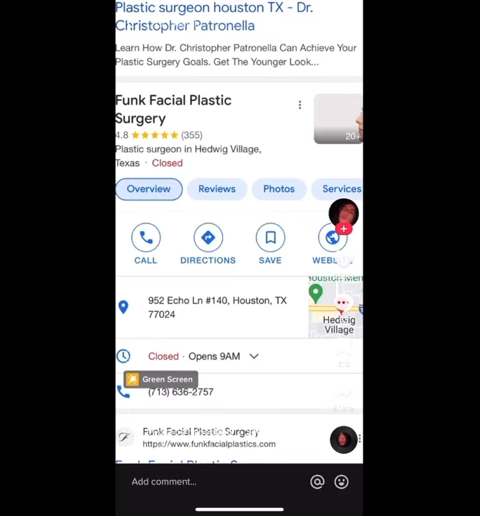 Plastic surgeon houston TX - Dr.
Christopher Patronella
Learn How Dr. Christopher Patronella Can Achieve Your
Plastic Surgery Goals. Get The Younger Look...
Funk Facial Plastic
Surgery
4.8 (355)
20+
Plastic surgeon in Hedwig Village,
Texas · Closed
Overview Reviews Photos Services
CALL DIRECTIONS SAVE WEBSITE
952 Echo Ln #140, Houston, TX
77024
Hedwig
Village
Closed · Opens 9AM
Green Screen
(713) 636-2757
Funk Facial Plastic Surgery
https://www.funkfacialplastics.com
Add comment...